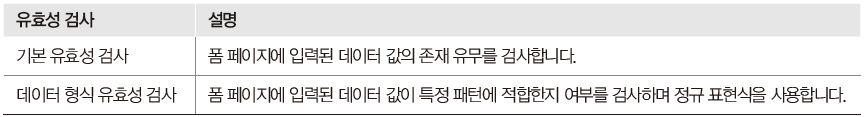 유효성 검사 설명
기본 유효성 검사 폼 페이지에 입력된 데이터 값의 존재 유무를 검사합니다.
데이터 형식 유효성 검사 폼 페이지에 입력된 데이터 값이 특정 패턴에 적합한지 여부를 검사하며 정규 표현식을 사용합니다.